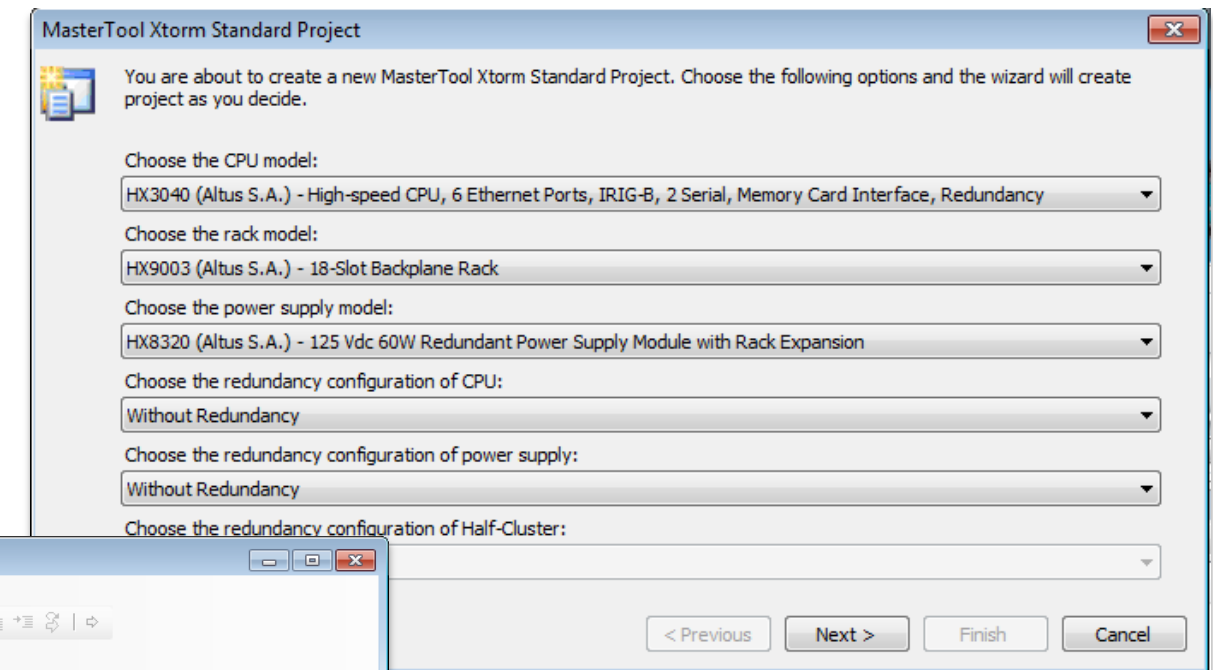 MasterTool Xtorm Standard Project
You are about to create a new MasterTool Xtorm Standard Project. Choose the following options and the wizard will create
project as you decide.
Choose the CPU model:
HX3040 (Altus S.A.) - High-speed CPU, 6 Ethernet Ports, IRIG-B, 2 Serial, Memory Card Interface, Redundancy
Choose the rack model:
HX9003 (Altus S.A.) - 18-Slot Backplane Rack
Choose the power supply model:
HX8320 (Altus S.A.) - 125 Vdc 60W Redundant Power Supply Module with Rack Expansion
Choose the redundancy configuration of CPU:
Without Redundancy
Choose the redundancy configuration of power supply:
Without Redundancy
Choose the redundancy configuration of Half-Cluster:
< Previous
Next >
Finish
Cancel